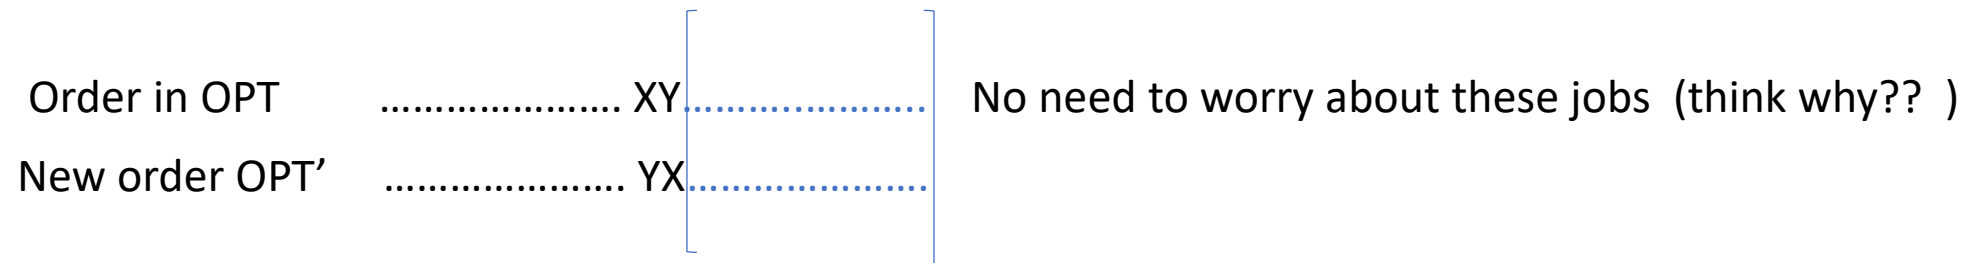 Order in OPT …………………. XY…………………. No need to worry about these jobs (think why?? )
New order OPT’ …………………. YX………………….